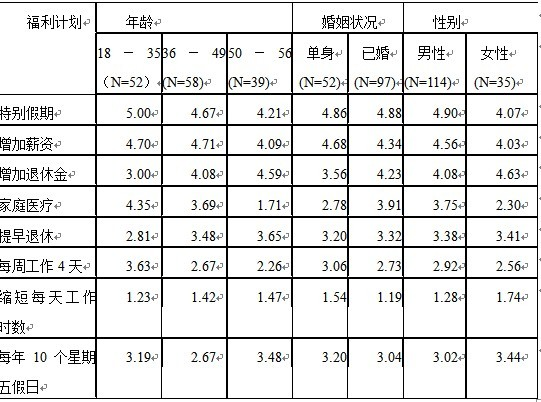 福利计划 年龄 婚姻状况 性别
18 － 35 (N=52) 36 － 49 (N=58) 50 － 56 (N=39) 单身 (N=52) 已婚 (N=97) 男性 (N=114) 女性 (N=35)
特别假期 5.00 4.67 4.21 4.86 4.88 4.90 4.07
增加薪资 4.70 4.71 4.09 4.68 4.34 4.56 4.03
增加退休金 3.00 4.08 4.59 3.56 4.23 4.08 4.63
家庭医疗 4.35 3.69 1.71 2.78 3.91 3.75 2.30
提早退休 2.81 3.48 3.65 3.20 3.32 3.38 3.41
每周工作 4 天 3.63 2.67 2.26 3.06 2.73 2.92 2.56
缩短每天工作时数 1.23 1.42 1.47 1.54 1.19 1.28 1.74
每年 10 个星期五假日 3.19 2.67 3.48 3.20 3.04 3.02 3.44